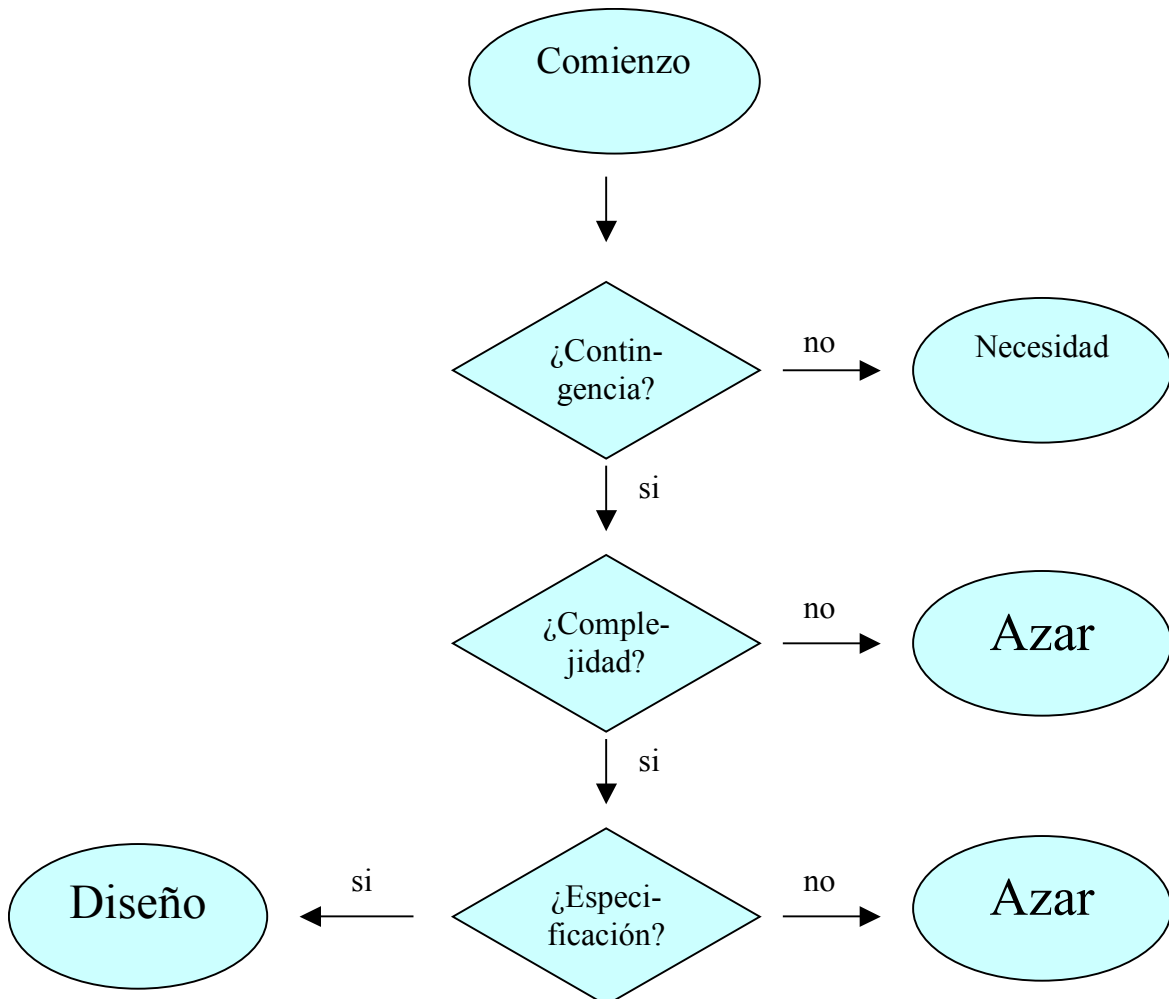 Comienzo
¿Contin-
gencia?
no
Necesidad
si
¿Comple-
jidad?
no
Azar
si
Diseño
si
¿Especi-
ficación?
no
Azar